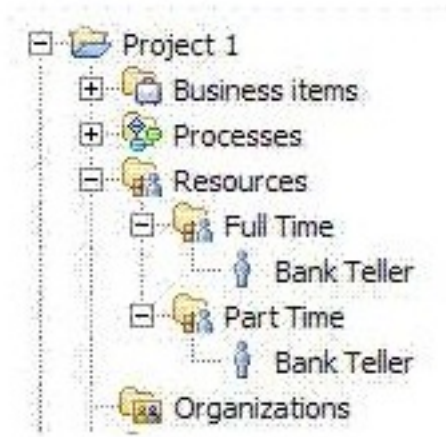 Project 1
Business items
Processes
Resources
Full Time
Bank Teller
Part Time
Bank Teller
Organizations